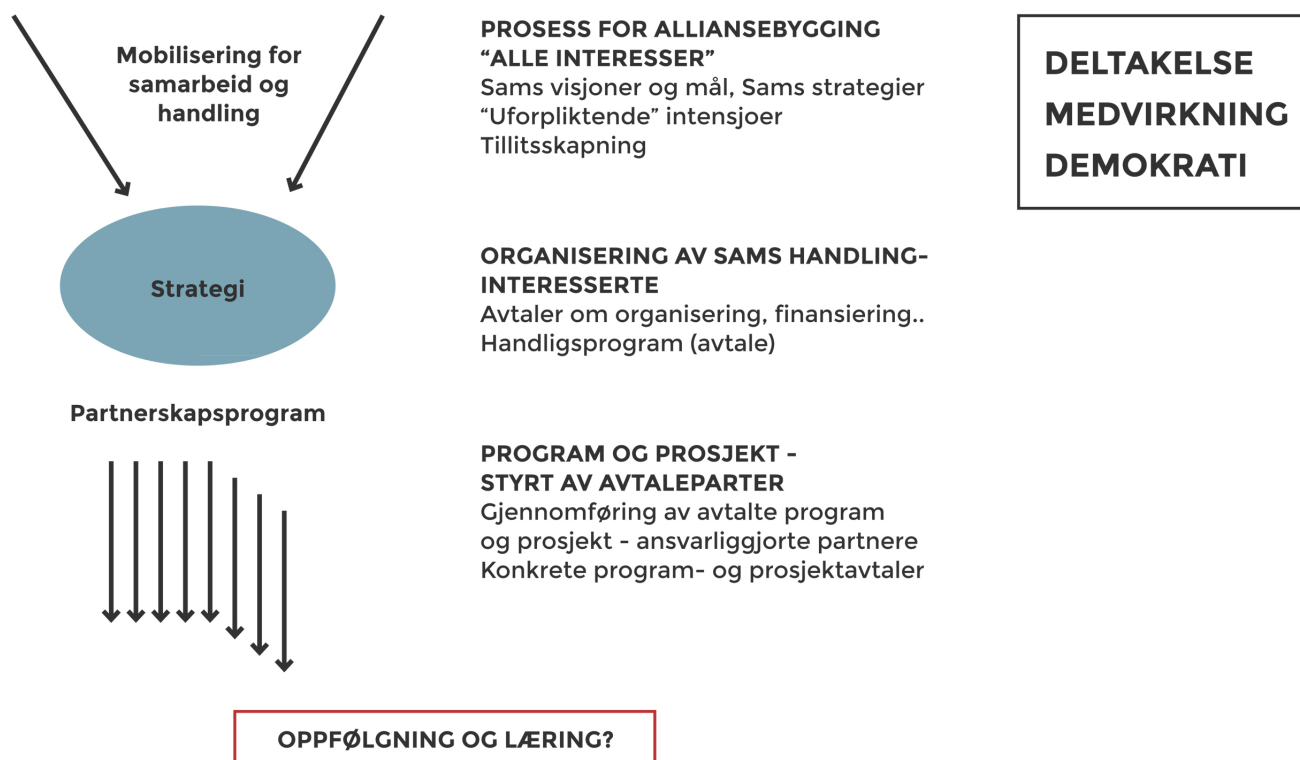 Mobilisering for
samarbeid og
handling
PROSESS FOR ALLIANSEBYGGING
“ALLE INTERESSER”
Sams visjoner og mål, Sams strategier
“Uforpliktende” intensjoer
Tillitsskapning
DELTAKELSE
MEDVIRKNING
DEMOKRATI
Strategi
ORGANISERING AV SAMS HANDLING-
INTERESSERTE
Avtaler om organisering, finansiering..
Handligsprogram (avtale)
Partnerskapsprogram
PROGRAM OG PROSJEKT -
STYRT AV AVTALEPARTER
Gjennomføring av avtalte program
og prosjekt - ansvarliggjorte partnere
Konkrete program- og prosjektavtaler
OPPFØLGNING OG LÆRING?